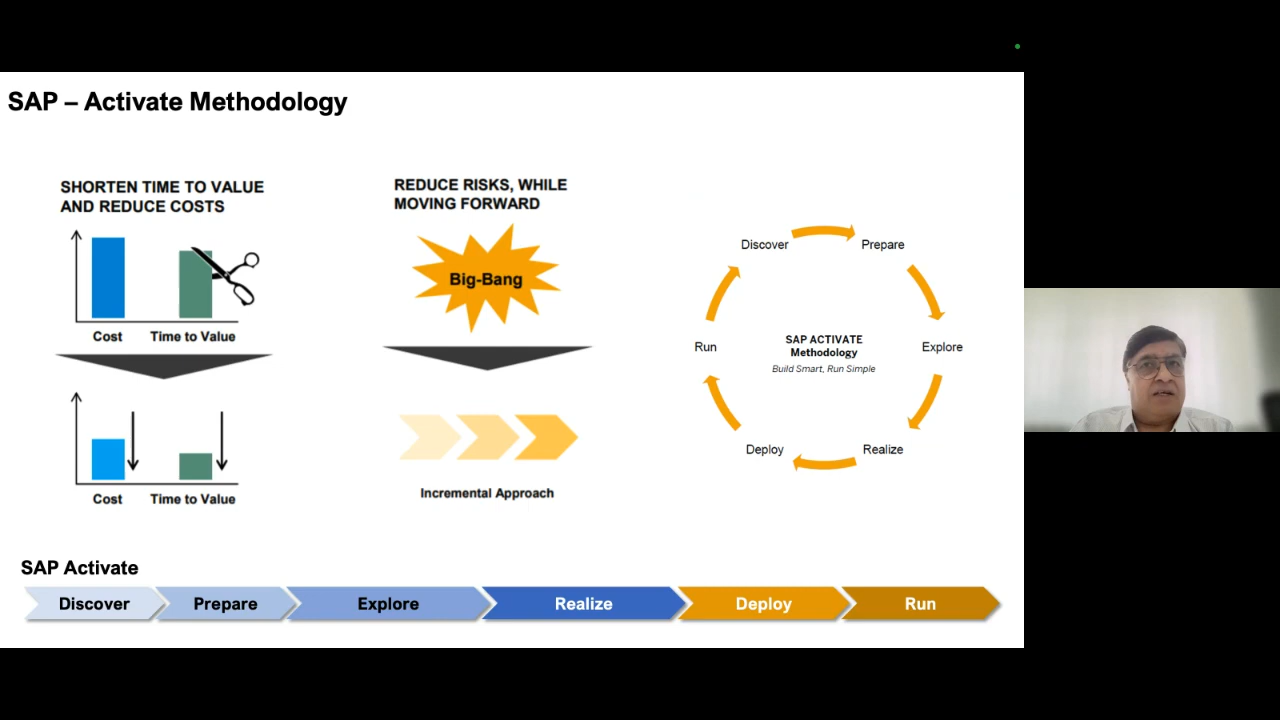 SAP – Activate Methodology
SHORTEN TIME TO VALUE
AND REDUCE COSTS
Cost
Time to Value
Cost
Time to Value
REDUCE RISKS, WHILE
MOVING FORWARD
Big-Bang
Incremental Approach
Discover
Prepare
Explore
Realize
Deploy
Run
SAP ACTIVATE
Methodology
Build Smart, Run Simple
SAP Activate
Discover
Prepare
Explore
Realize
Deploy
Run